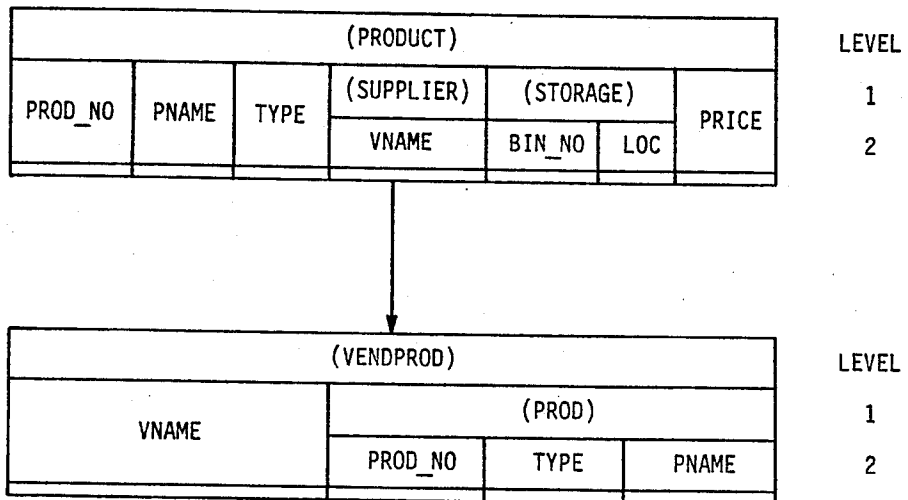 (PRODUCT) LEVEL
(SUPPLIER) (STORAGE) 1
PROD_NO PNAME TYPE PRICE
VNAME BIN_NO LOC 2
(VENDPROD) LEVEL
(PROD) 1
VNAME
PROD_NO TYPE PNAME 2